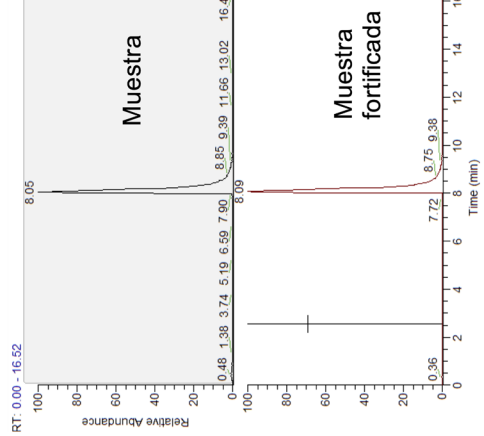 RT: 0.00 - 16.52
Relative Abundance
100
80
60
40
20
0
8.05
0.48 1.38 3.74 5.19 6.59 7.90 8.85 9.39 11.66 13.02 16.4
Muestra
100
80
60
40
20
0
8.09
0.36 7.72 8.75 9.38
Muestra
fortificada
0 2 4 6 8 10 12 14
Time (min)